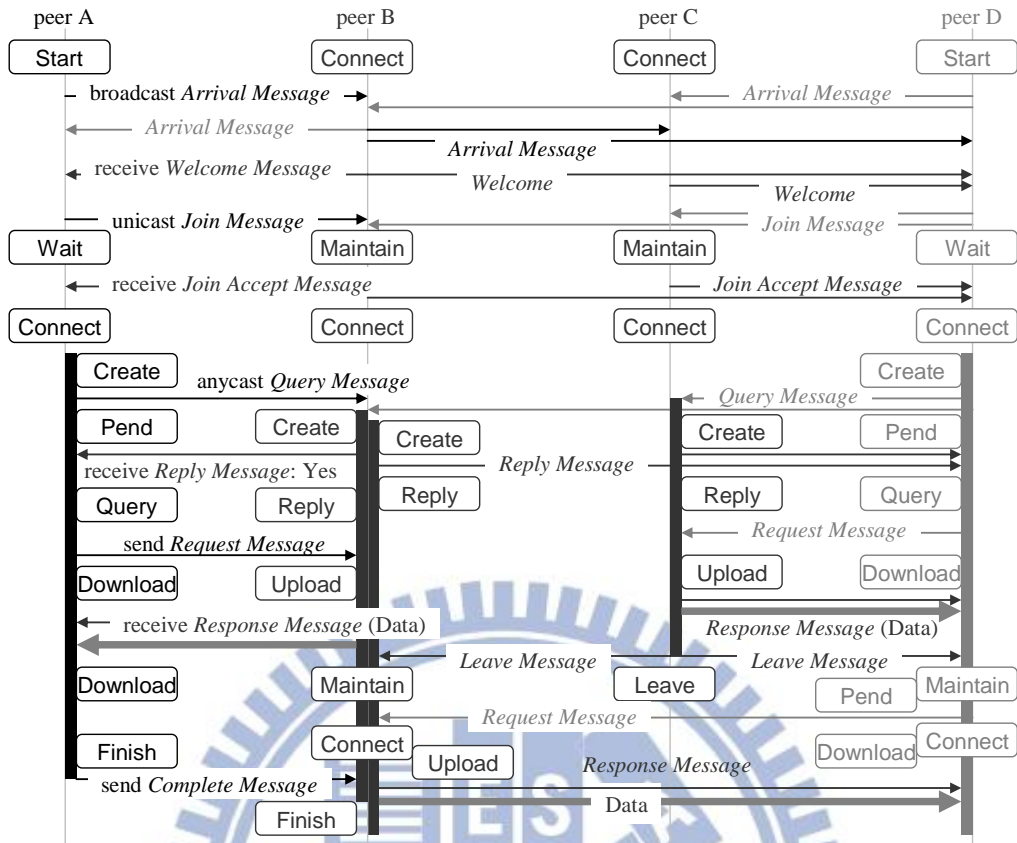 peer A peer B peer C peer D
Start Connect Connect Start
broadcast Arrival Message Arrival Message
Arrival Message
Arrival Message
receive Welcome Message Welcome
Welcome
unicast Join Message Join Message
Wait Maintain Maintain Wait
receive Join Accept Message Join Accept Message
Connect Connect Connect Connect
Create Create
anycast Query Message Query Message
Pend Create Create Create Pend
receive Reply Message: Yes Reply Message
Query Reply Reply Reply Query
send Request Message Request Message
Download Upload Upload Download
receive Response Message (Data) Response Message (Data)
Leave Message Leave Message
Download Maintain Leave Pend Maintain
Request Message
Finish Connect Upload Download Connect
Response Message
send Complete Message
Data
Finish
ES